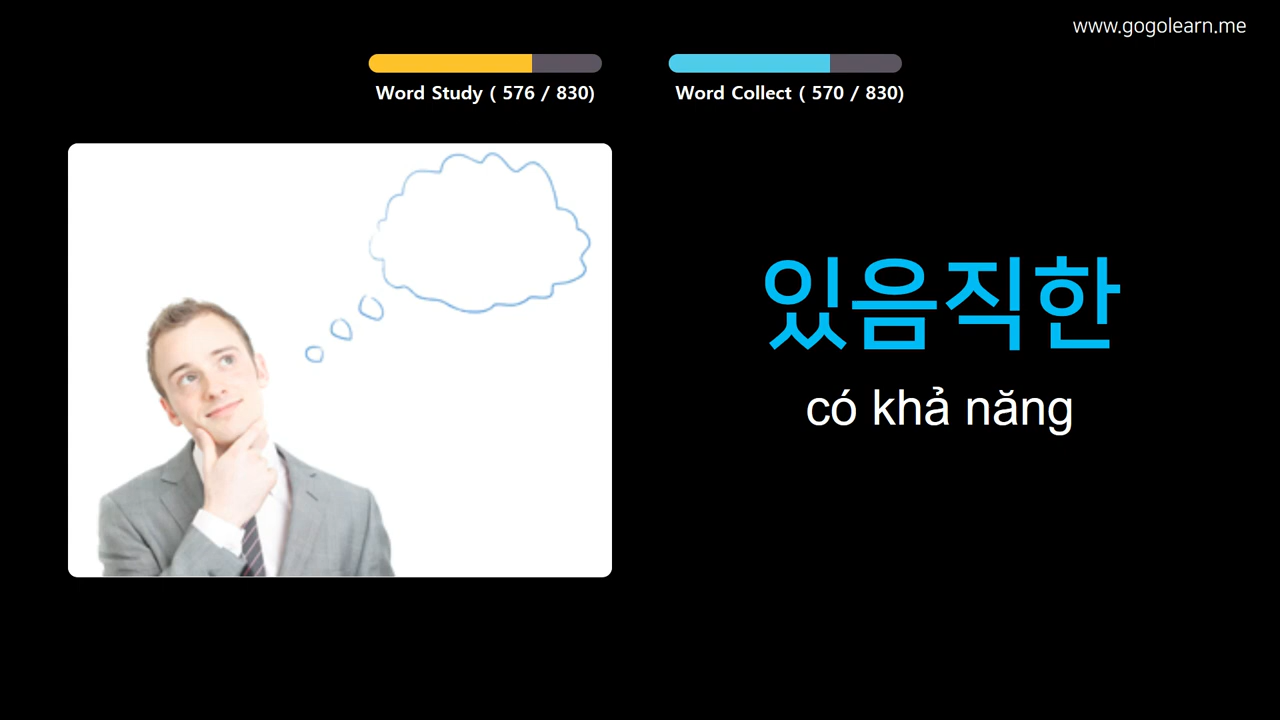 www.gogolearn.me
Word Study ( 576 / 830)
Word Collect ( 570 / 830)
있음직한
có khả năng